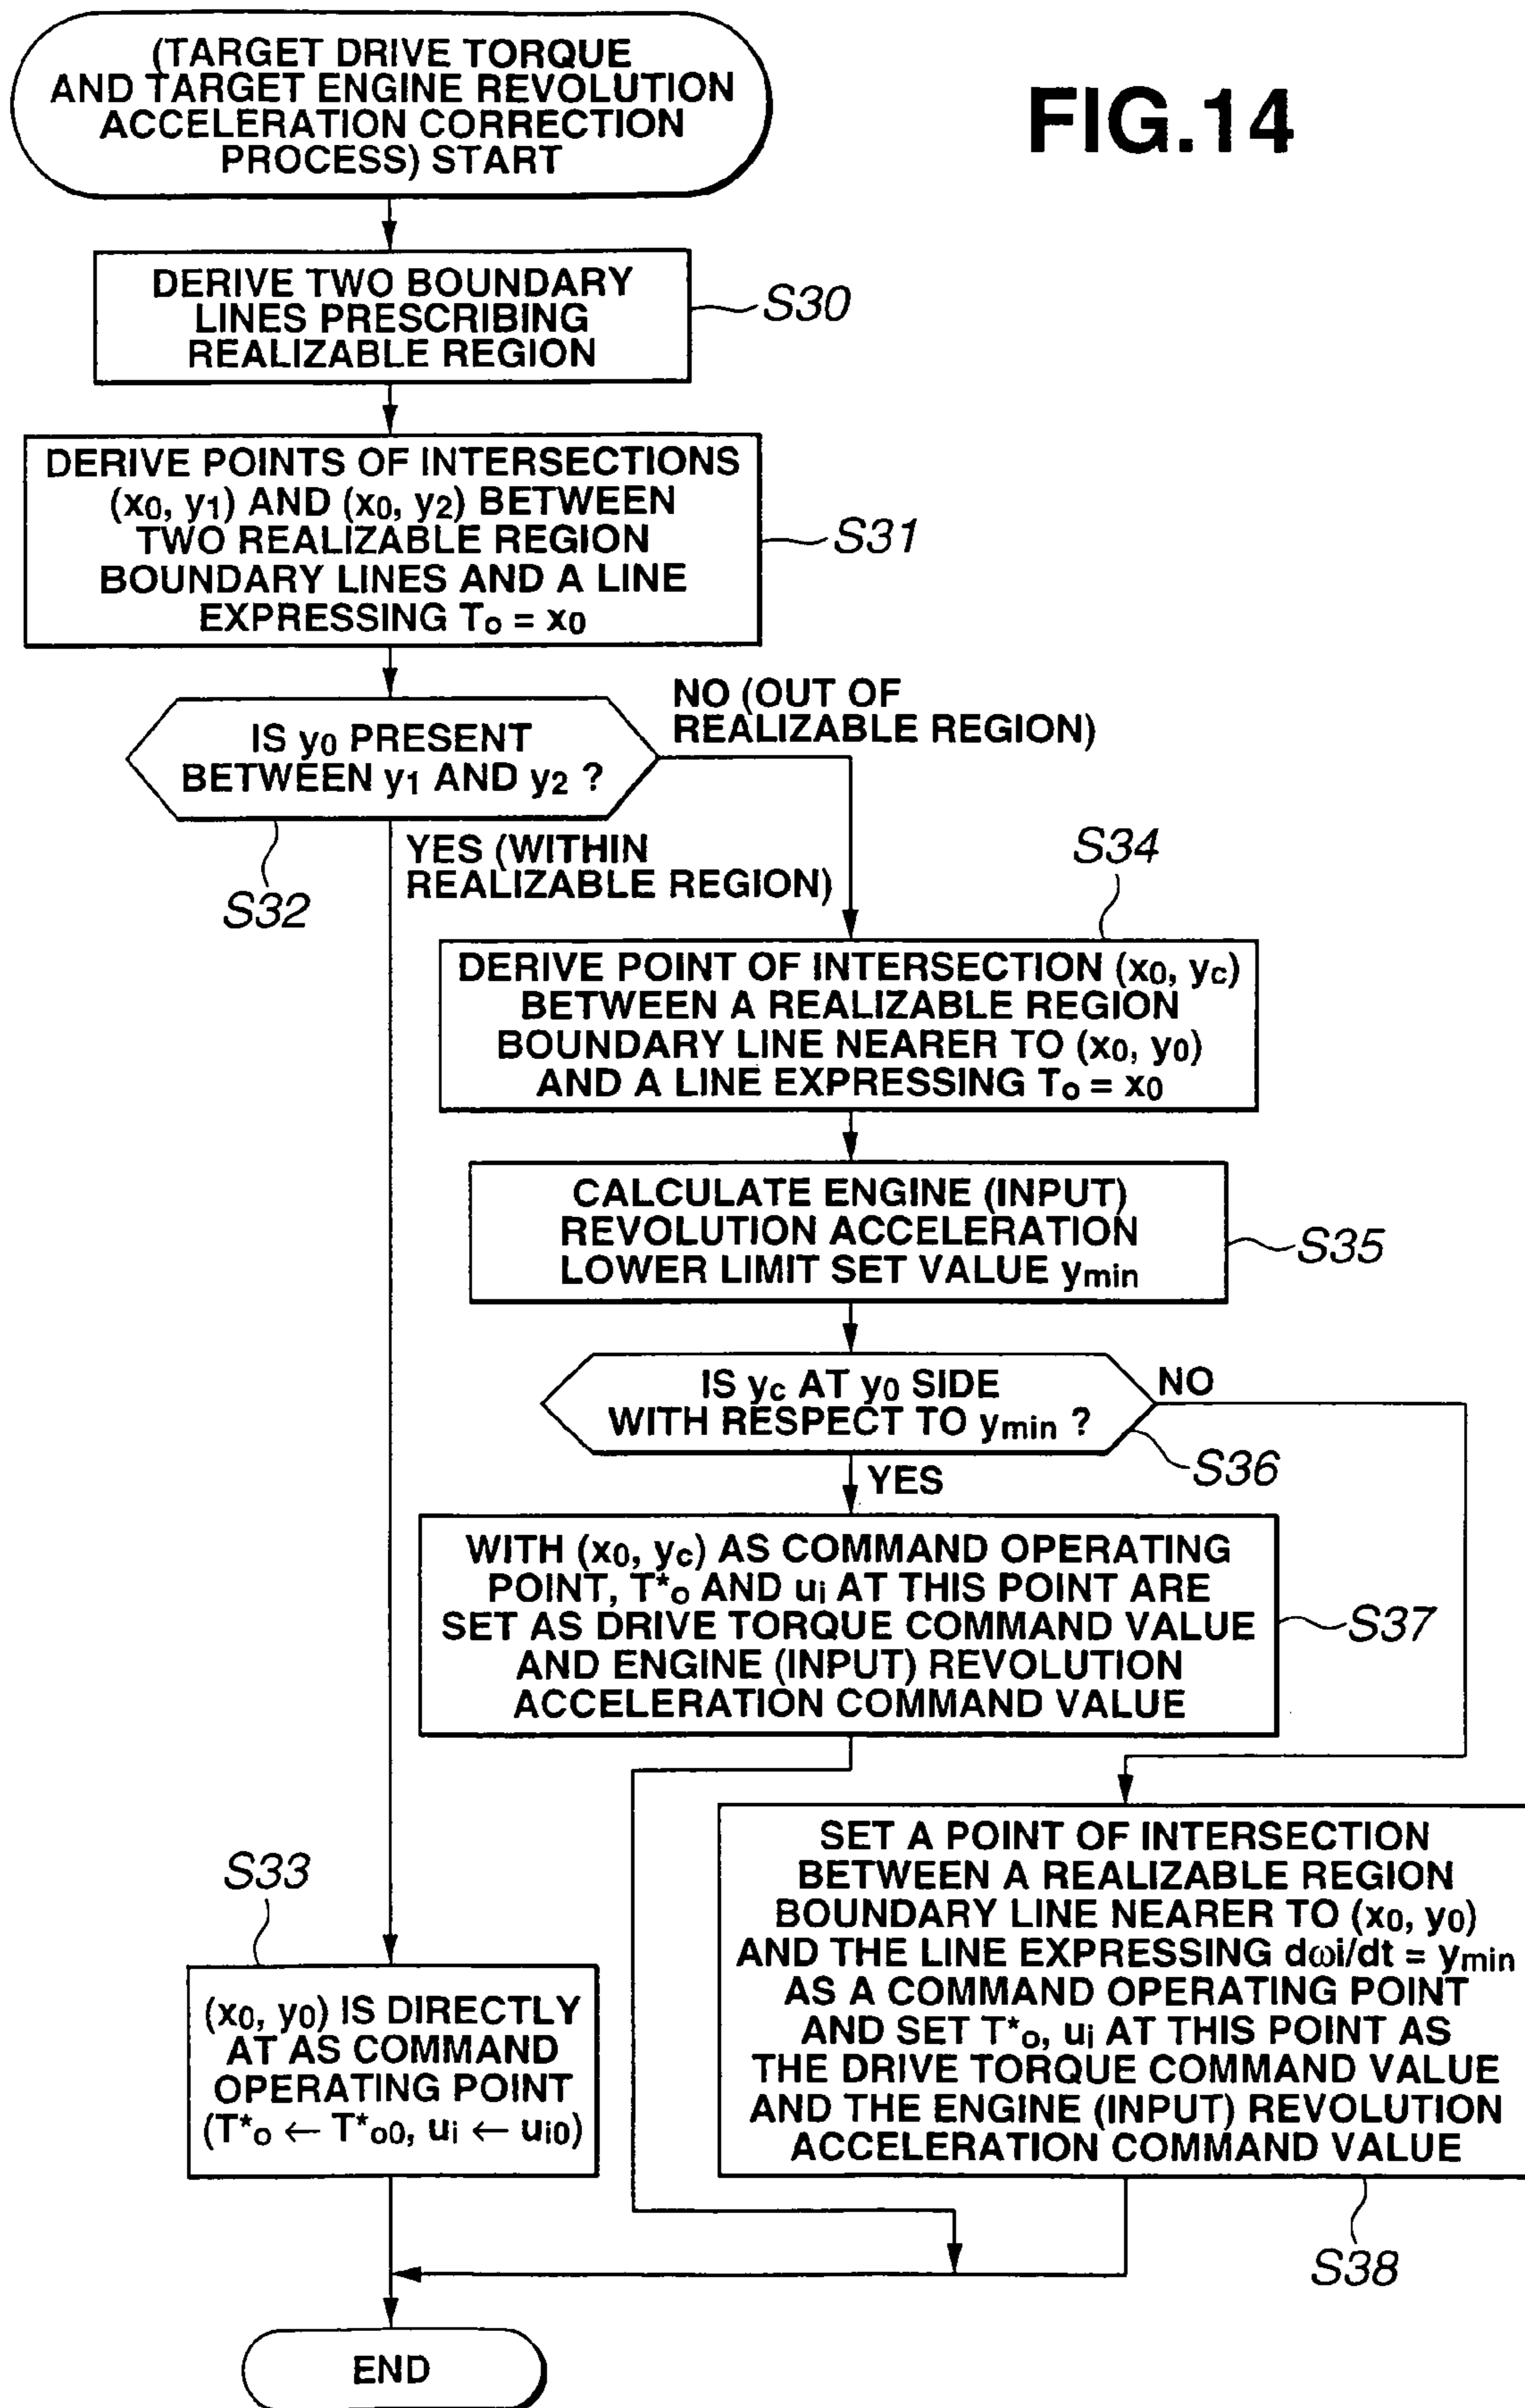 (TARGET DRIVE TORQUE
AND TARGET ENGINE REVOLUTION
ACCELERATION CORRECTION
PROCESS) START
FIG.14
DERIVE TWO BOUNDARY
LINES PRESCRIBING
REALIZABLE REGION
S30
DERIVE POINTS OF INTERSECTIONS
(x0, y1) AND (x0, y2) BETWEEN
TWO REALIZABLE REGION
BOUNDARY LINES AND A LINE
EXPRESSING To = x0
S31
IS y0 PRESENT
BETWEEN y1 AND y2 ?
S32
NO (OUT OF
REALIZABLE REGION)
YES (WITHIN
REALIZABLE REGION)
S34
DERIVE POINT OF INTERSECTION (x0, yc)
BETWEEN A REALIZABLE REGION
BOUNDARY LINE NEARER TO (x0, y0)
AND A LINE EXPRESSING To = x0
CALCULATE ENGINE (INPUT)
REVOLUTION ACCELERATION
LOWER LIMIT SET VALUE ymin
S35
IS yc AT y0 SIDE
WITH RESPECT TO ymin ?
NO
S36
YES
WITH (x0, yc) AS COMMAND OPERATING
POINT, T*o AND ui AT THIS POINT ARE
SET AS DRIVE TORQUE COMMAND VALUE
AND ENGINE (INPUT) REVOLUTION
ACCELERATION COMMAND VALUE
S37
SET A POINT OF INTERSECTION
BETWEEN A REALIZABLE REGION
BOUNDARY LINE NEARER TO (x0, y0)
AND THE LINE EXPRESSING dωi/dt = ymin
AS A COMMAND OPERATING POINT
AND SET T*o, ui AT THIS POINT AS
THE DRIVE TORQUE COMMAND VALUE
AND THE ENGINE (INPUT) REVOLUTION
ACCELERATION COMMAND VALUE
S38
S33
(x0, y0) IS DIRECTLY
AT AS COMMAND
OPERATING POINT
(T*o ← T*o0, ui ← ui0)
END